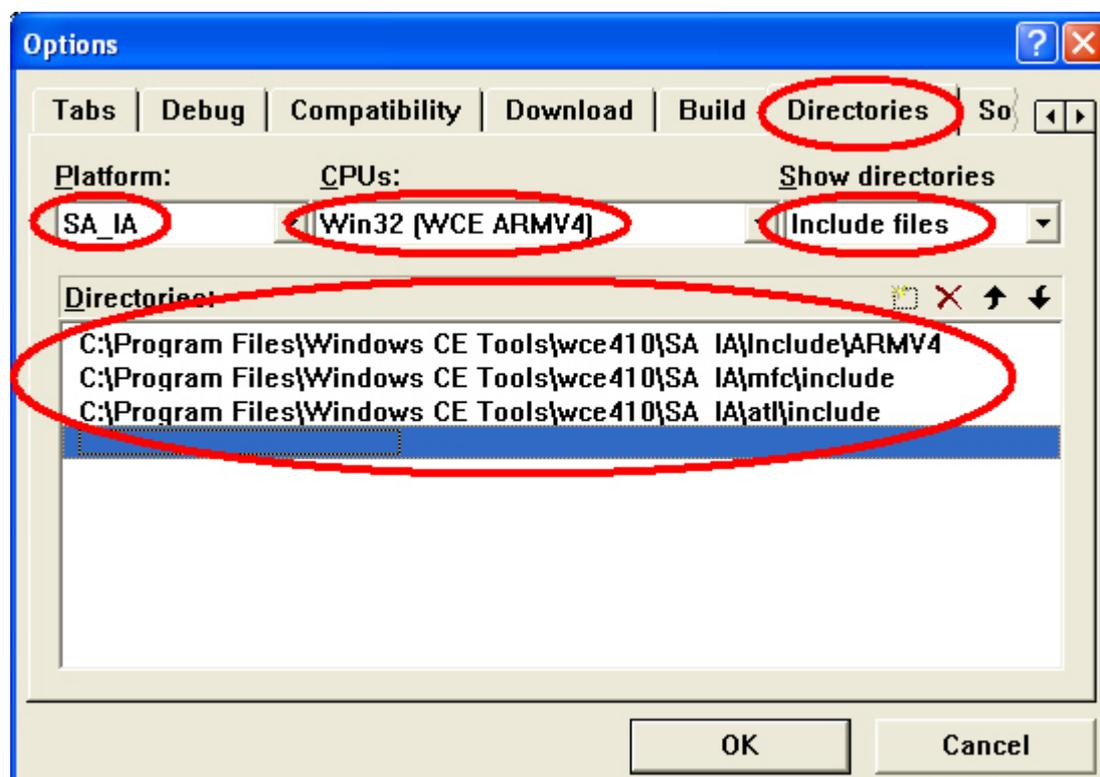 Options
Tabs Debug Compatibility Download Build Directories So
Platform: CPUs: Show directories
SA_IA Win32 (WCE ARMV4) Include files
Directories:
C:\Program Files\Windows CE Tools\wce410\SA IA\Include\ARMV4
C:\Program Files\Windows CE Tools\wce410\SA IA\mfc\include
C:\Program Files\Windows CE Tools\wce410\SA IA\atl\include
OK Cancel